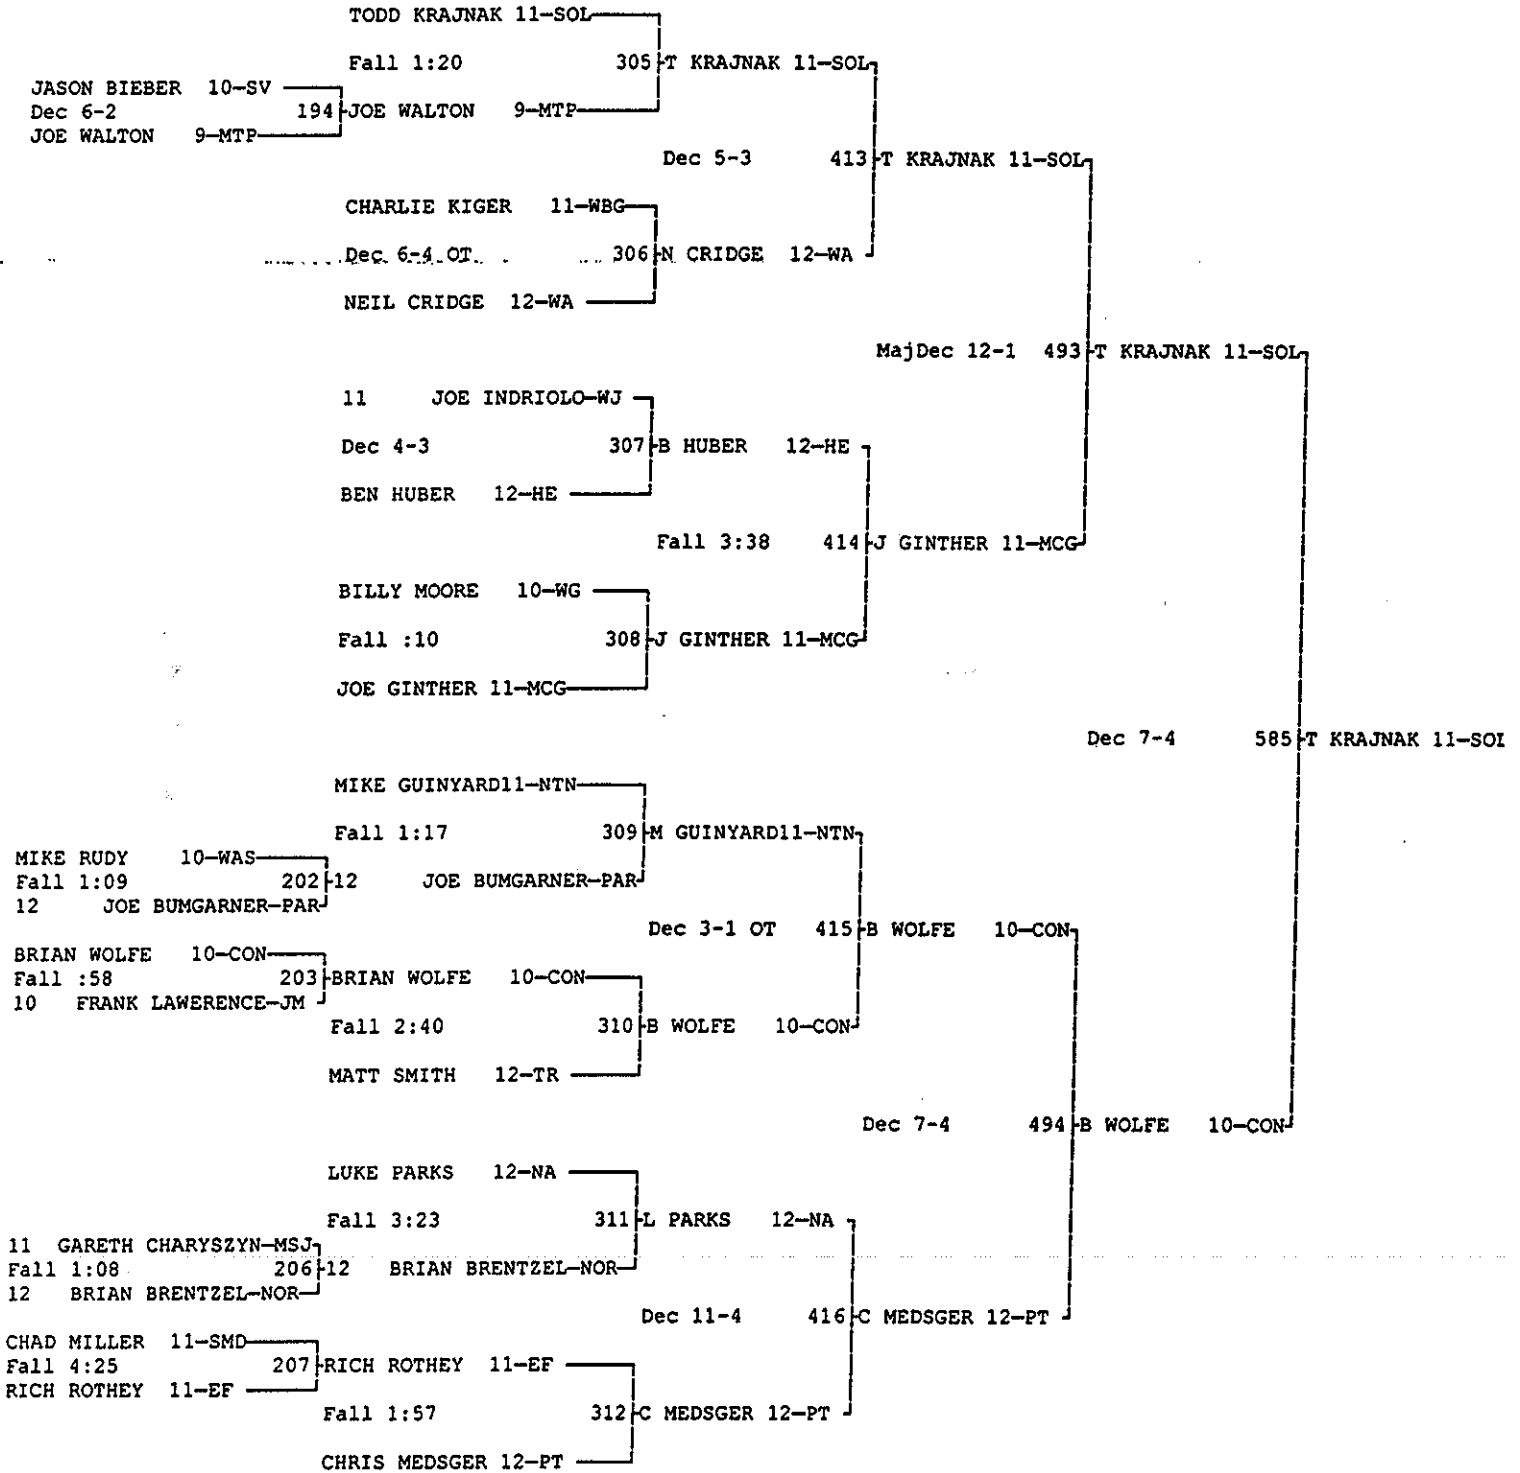 TODD KRAJNAK 11-SOL
Fall 1:20 305 T KRAJNAK 11-SOL
JASON BIEBER 10-SV
Dec 6-2 194 JOE WALTON 9-MTP
JOE WALTON 9-MTP
Dec 5-3 413 T KRAJNAK 11-SOL
CHARLIE KIGER 11-WBG
Dec 6-4 OT 306 N CRIDGE 12-WA
NEIL CRIDGE 12-WA
MajDec 12-1 493 T KRAJNAK 11-SOL
11 JOE INDRIOLO-WJ
Dec 4-3 307 B HUBER 12-HE
BEN HUBER 12-HE
Fall 3:38 414 J GINTHER 11-MCG
BILLY MOORE 10-WG
Fall :10 308 J GINTHER 11-MCG
JOE GINTHER 11-MCG
Dec 7-4 585 T KRAJNAK 11-SOL
MIKE GUINYARD11-NTN
Fall 1:17 309 M GUINYARD11-NTN
MIKE RUDY 10-WAS
Fall 1:09 202 12 JOE BUMGARNER-PAR
12 JOE BUMGARNER-PAR
Dec 3-1 OT 415 B WOLFE 10-CON
BRIAN WOLFE 10-CON
Fall :58 203 BRIAN WOLFE 10-CON
10 FRANK LAWERENCE-JM
Fall 2:40 310 B WOLFE 10-CON
MATT SMITH 12-TR
Dec 7-4 494 B WOLFE 10-CON
LUKE PARKS 12-NA
Fall 3:23 311 L PARKS 12-NA
11 GARETH CHARYSZYN-MSJ
Fall 1:08 206 12 BRIAN BRENTZEL-NOR
12 BRIAN BRENTZEL-NOR
Dec 11-4 416 C MEDSGER 12-PT
CHAD MILLER 11-SMD
Fall 4:25 207 RICH ROTHEY 11-EF
RICH ROTHEY 11-EF
Fall 1:57 312 C MEDSGER 12-PT
CHRIS MEDSGER 12-PT